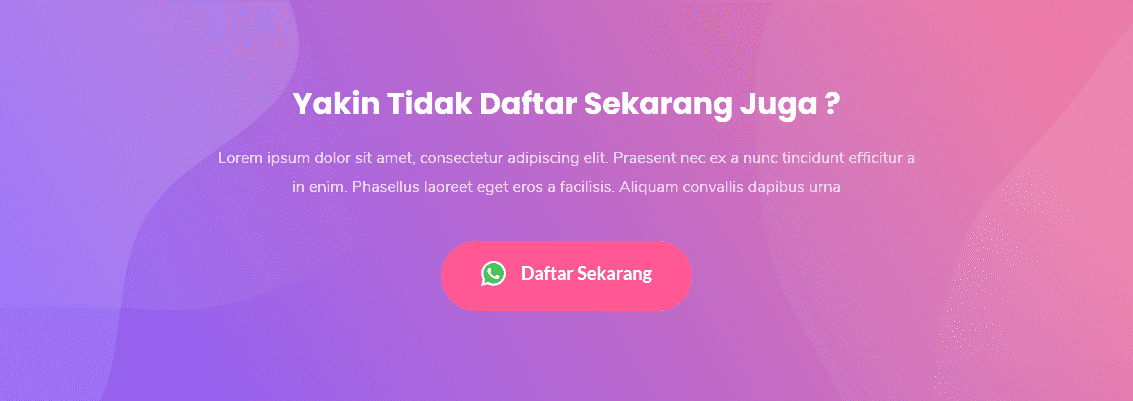 Yakin Tidak Daftar Sekarang Juga ?
Lorem ipsum dolor sit amet, consectetur adipiscing elit. Praesent nec ex a nunc tincidunt efficitur a
in enim. Phasellus laoreet eget eros a facilisis. Aliquam convallis dapibus urna
Daftar Sekarang